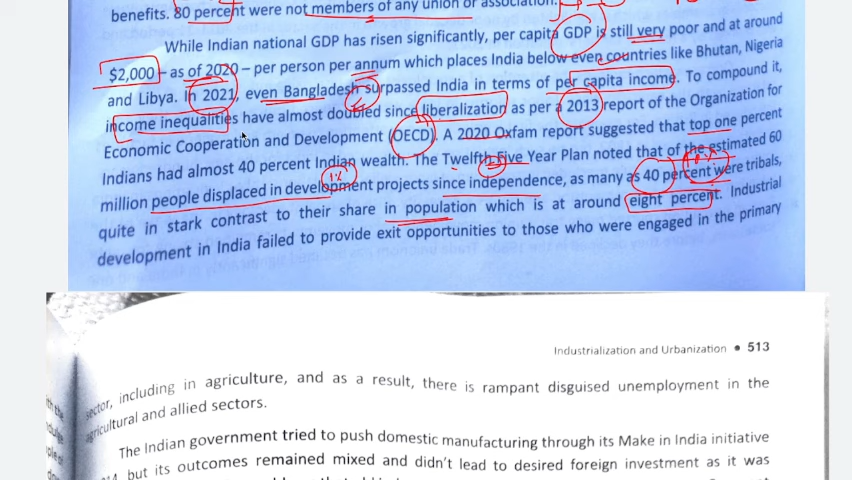 benefits. 80 percent were not members of any union or association.
While Indian national GDP has risen significantly, per capita GDP is still very poor and at around
$2,000 – as of 2020 – per person per annum which places India below even countries like Bhutan, Nigeria
and Libya. In 2021, even Bangladesh surpassed India in terms of per capita income. To compound it,
income inequalities have almost doubled since liberalization as per a 2013 report of the Organization for
Economic Cooperation and Development (OECD). A 2020 Oxfam report suggested that top one percent
Indians had almost 40 percent Indian wealth. The Twelfth Five Year Plan noted that of the estimated 60
million people displaced in development projects since independence, as many as 40 percent were tribals,
quite in stark contrast to their share in population which is at around eight percent. Industrial
development in India failed to provide exit opportunities to those who were engaged in the primary
1%
Industrialization and Urbanization • 513
sector, including in agriculture, and as a result, there is rampant disguised unemployment in the
agricultural and allied sectors.
The Indian government tried to push domestic manufacturing through its Make in India initiative
but its outcomes remained mixed and didn't lead to desired foreign investment as it was